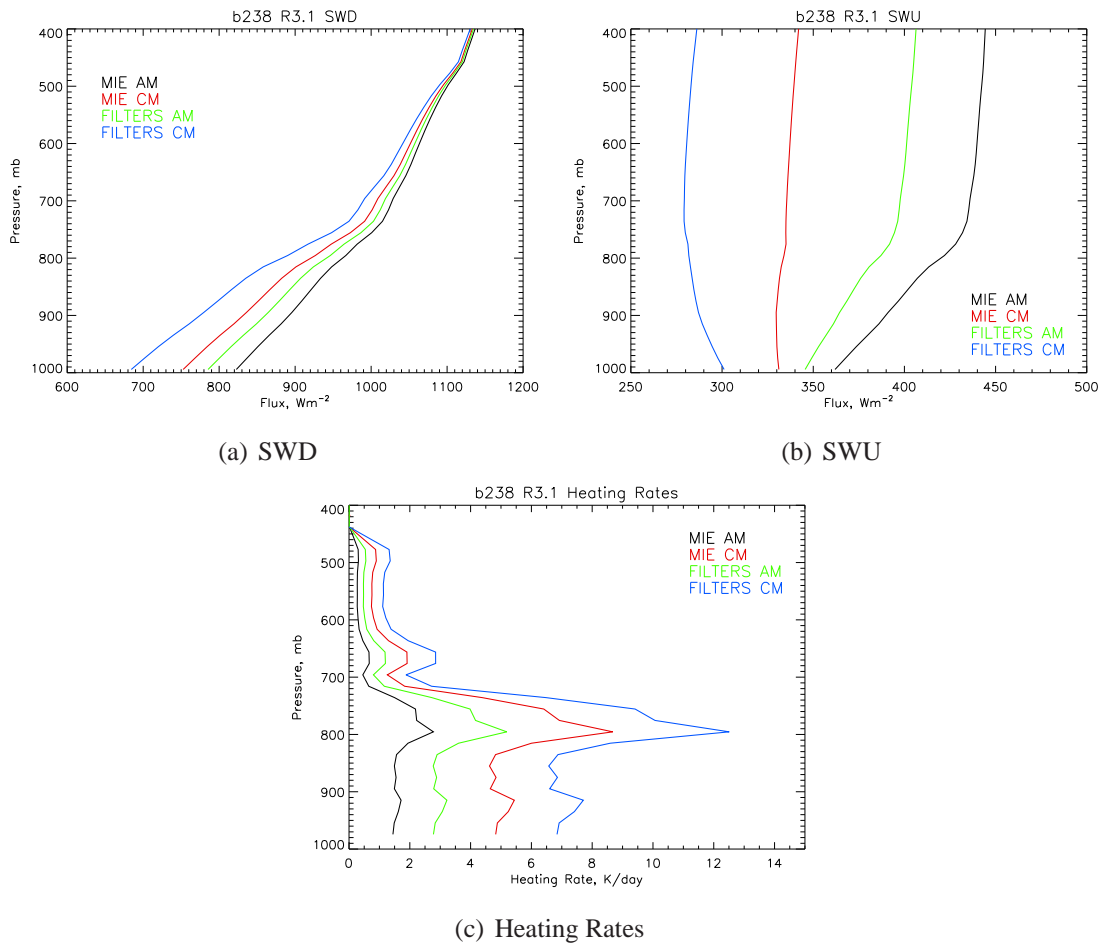 b238 R3.1 SWD
400
500
600
700
800
900
1000
Pressure, mb
MIE AM
MIE CM
FILTERS AM
FILTERS CM
600 700 800 900 1000 1100 1200
Flux, Wm⁻²
(a) SWD
b238 R3.1 SWU
400
500
600
700
800
900
1000
Pressure, mb
MIE AM
MIE CM
FILTERS AM
FILTERS CM
250 300 350 400 450 500
Flux, Wm⁻²
(b) SWU
b238 R3.1 Heating Rates
400
500
600
700
800
900
1000
Pressure, mb
MIE AM
MIE CM
FILTERS AM
FILTERS CM
0 2 4 6 8 10 12 14
Heating Rate, K/day
(c) Heating Rates